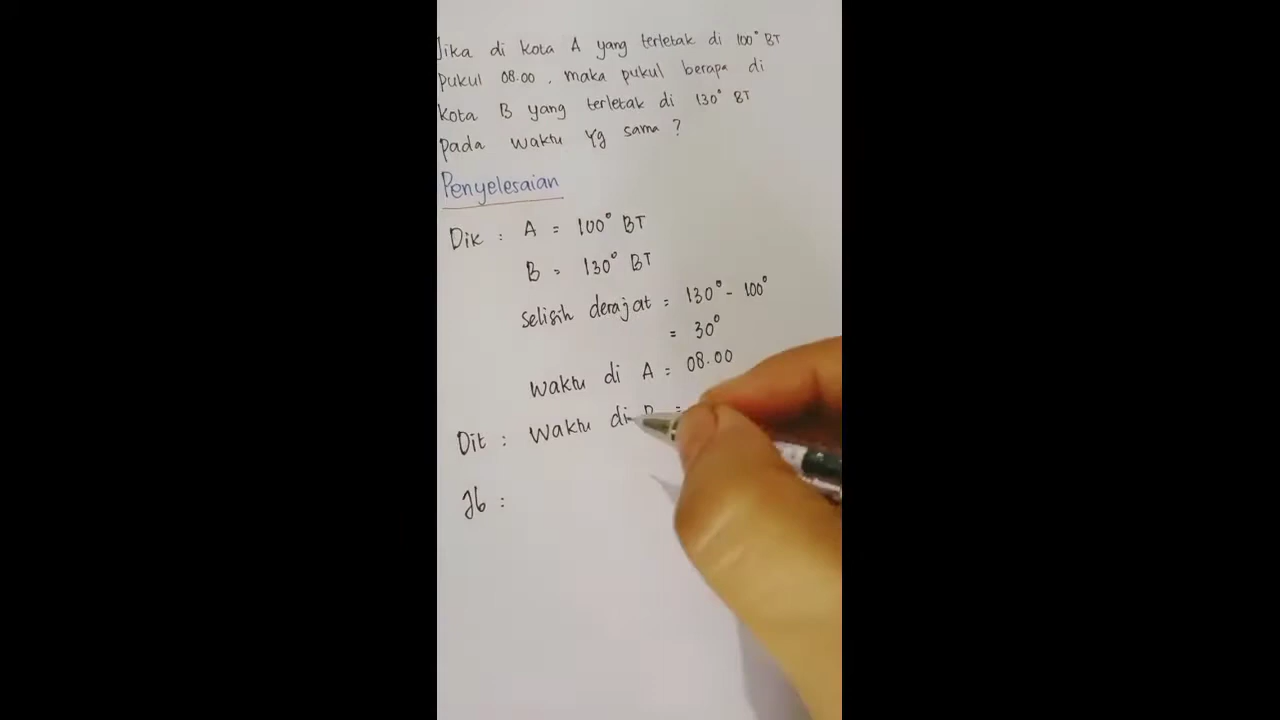 Jika di kota A yang terletak di 100° BT
pukul 08.00 , maka pukul berapa di
kota B yang terletak di 130° BT
pada waktu yg sama ?
Penyelesaian
Dik : A = 100° BT
B = 130° BT
selisih derajat = 130° - 100°
= 30°
waktu di A = 08.00
Dit : waktu di B =
Jb :